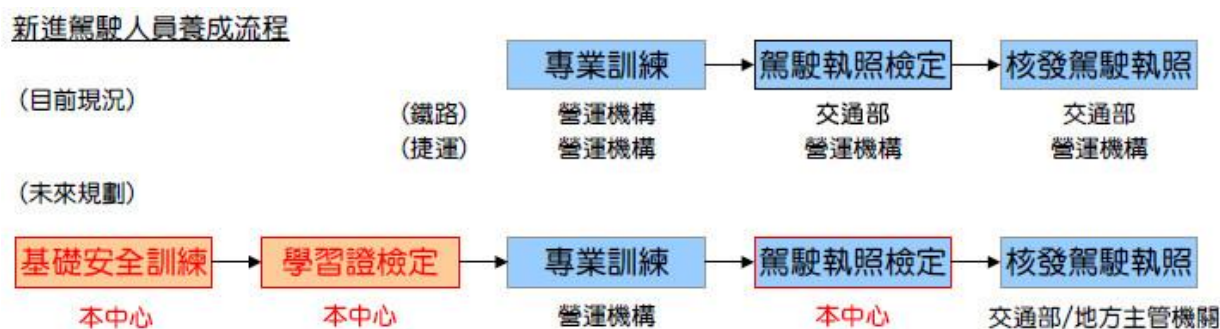 新進駕駛人員養成流程
專業訓練 駕駛執照檢定 核發駕駛執照
(目前現況)
(鐵路) 營運機構 交通部 交通部
(捷運) 營運機構 營運機構 營運機構
(未來規劃)
基礎安全訓練 學習證檢定 專業訓練 駕駛執照檢定 核發駕駛執照
本中心 本中心 營運機構 本中心 交通部/地方主管機關